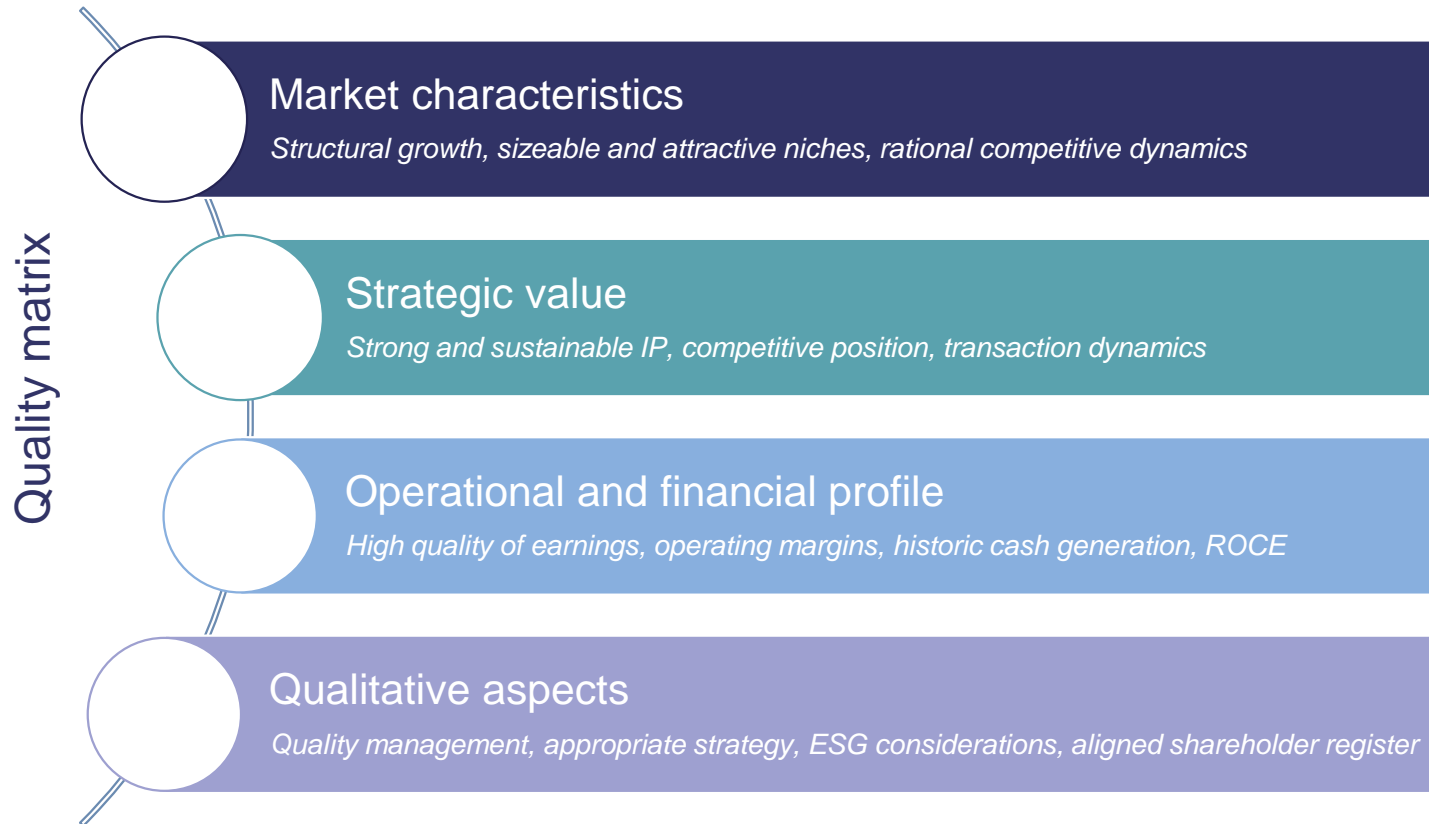 Quality matrix
Market characteristics
Structural growth, sizeable and attractive niches, rational competitive dynamics
Strategic value
Strong and sustainable IP, competitive position, transaction dynamics
Operational and financial profile
High quality of earnings, operating margins, historic cash generation, ROCE
Qualitative aspects
Quality management, appropriate strategy, ESG considerations, aligned shareholder register